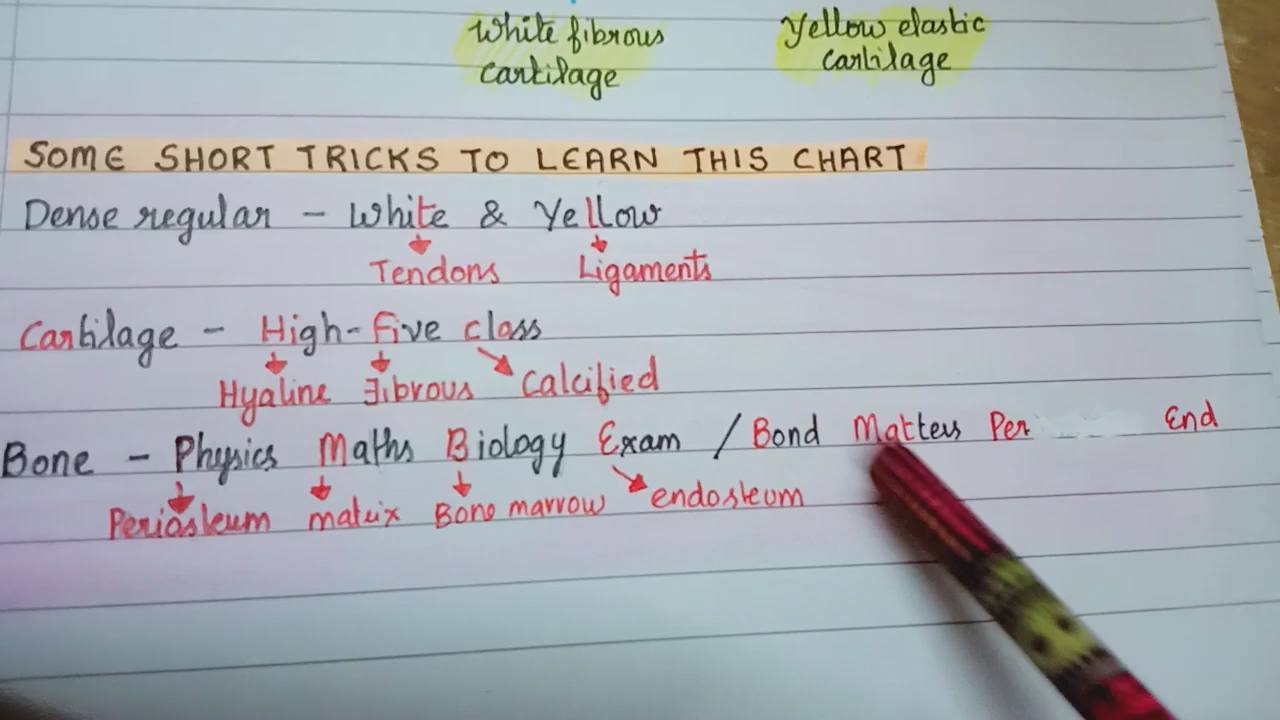 White fibrous cartilage
Yellow elastic cartilage
SOME SHORT TRICKS TO LEARN THIS CHART
Dense regular - White & Yellow
Tendons Ligaments
Cartilage - High-Five class
Hyaline Fibrous Calcified
Bone - Physics Maths Biology Exam / Bond Matters Per End
Periosteum matrix Bone marrow endosteum